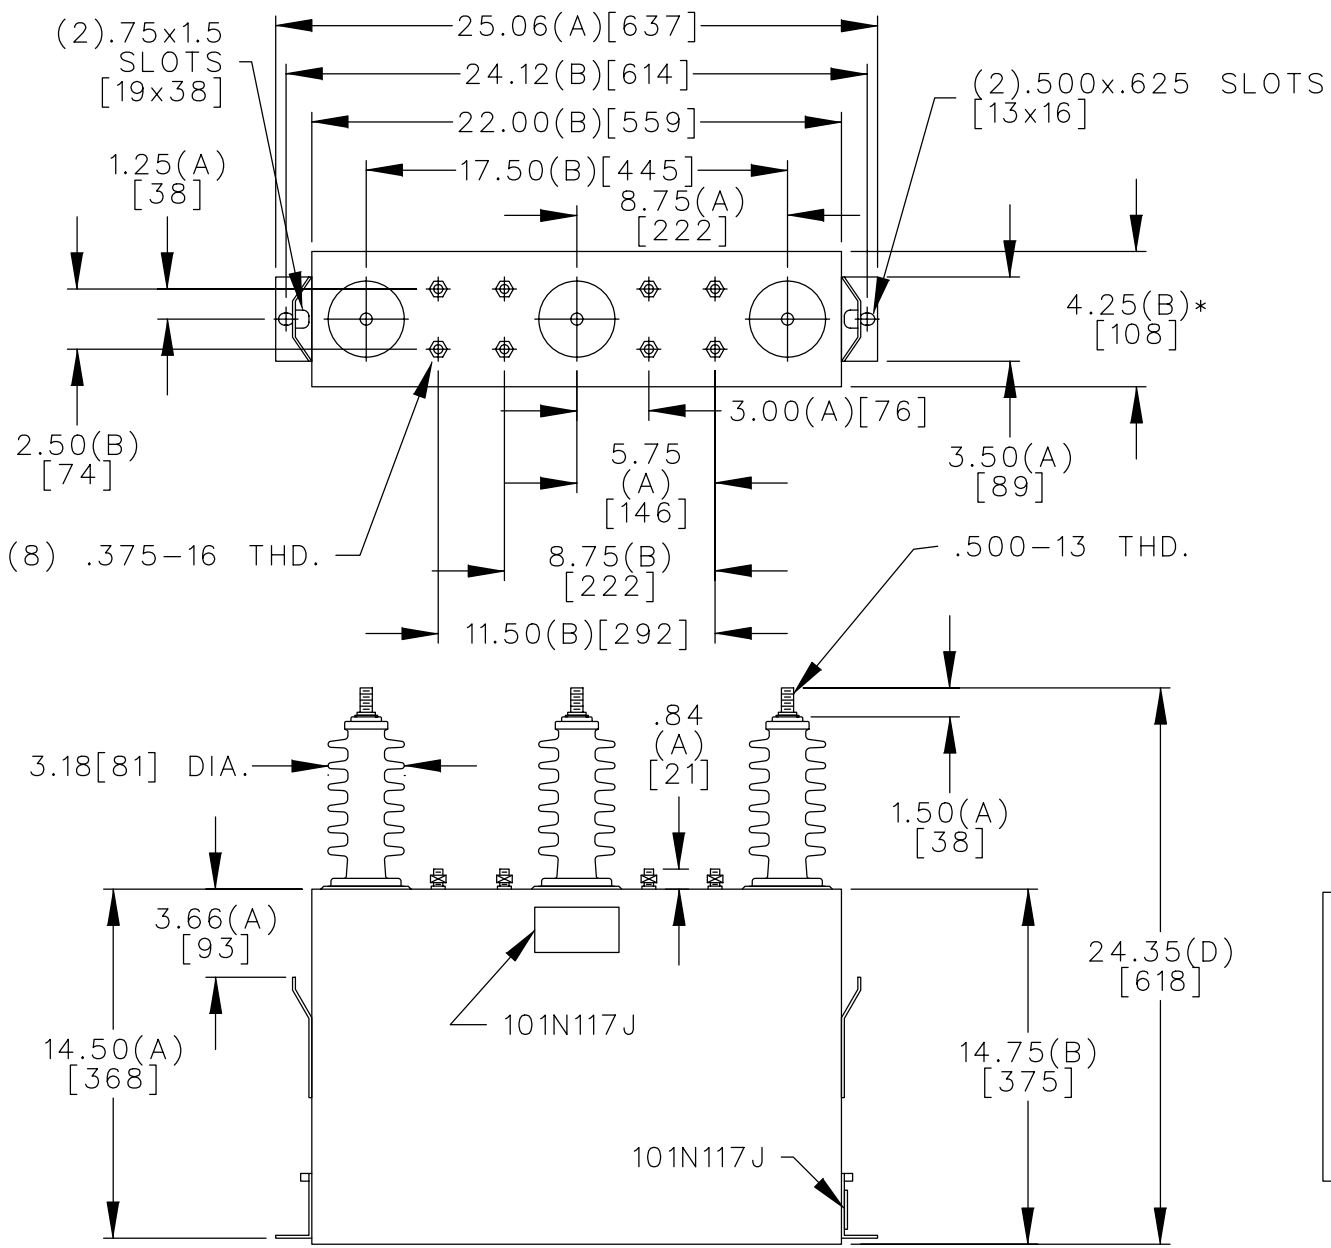 (2).75x1.5
SLOTS
[19x38]
25.06(A)[637]
24.12(B)[614]
22.00(B)[559]
17.50(B)[445]
8.75(A)
[222]
(2).500x.625 SLOTS
[13x16]
1.25(A)
[38]
4.25(B)*
[108]
2.50(B)
[74]
3.00(A)[76]
3.50(A)
[89]
5.75
(A)
[146]
(8) .375-16 THD.
8.75(B)
[222]
.500-13 THD.
11.50(B)[292]
.84
(A)
[21]
3.18[81] DIA.
1.50(A)
[38]
3.66(A)
[93]
24.35(D)
[618]
101N117J
14.50(A)
[368]
14.75(B)
[375]
101N117J